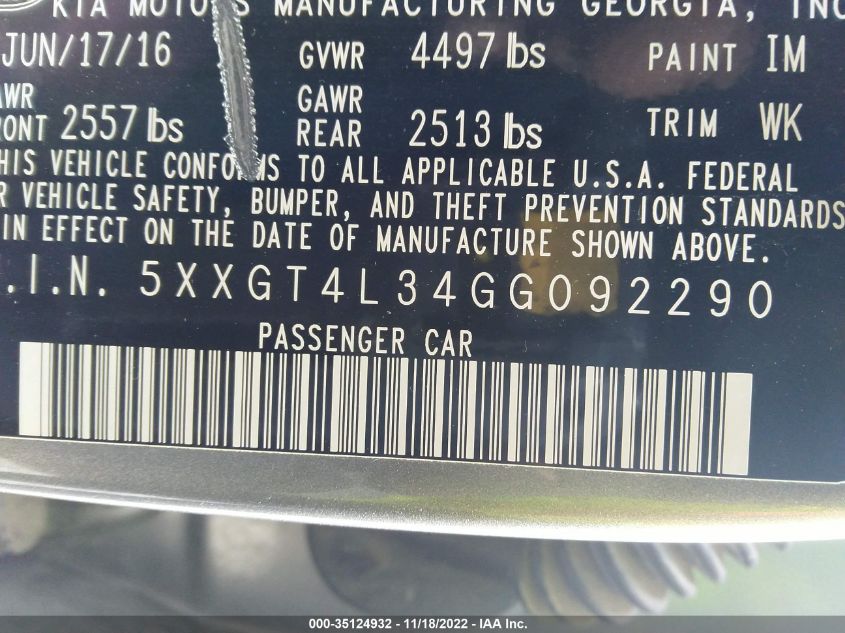 KIA MOTORS MANUFACTURING GEORGIA, INC
JUN/17/16 GVWR 4497 lbs PAINT IM
GAWR
2557 lbs REAR 2513 lbs TRIM WK
VEHICLE CONFORMS TO ALL APPLICABLE U.S.A. FEDERAL
VEHICLE SAFETY, BUMPER, AND THEFT PREVENTION STANDARDS
IN EFFECT ON THE DATE OF MANUFACTURE SHOWN ABOVE.
.I.N. 5XXGT4L34GG092290
PASSENGER CAR
000-35124932 - 11/18/2022 - IAA Inc.